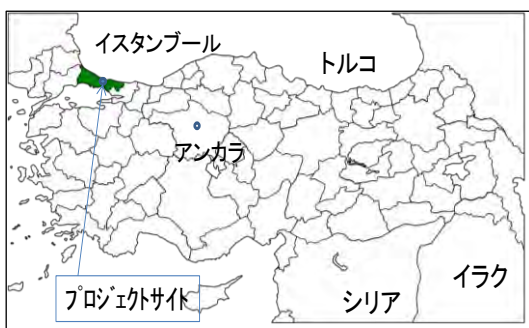 イスタンブール
トルコ
アンカラ
プロジェクトサイト
シリア
イラク